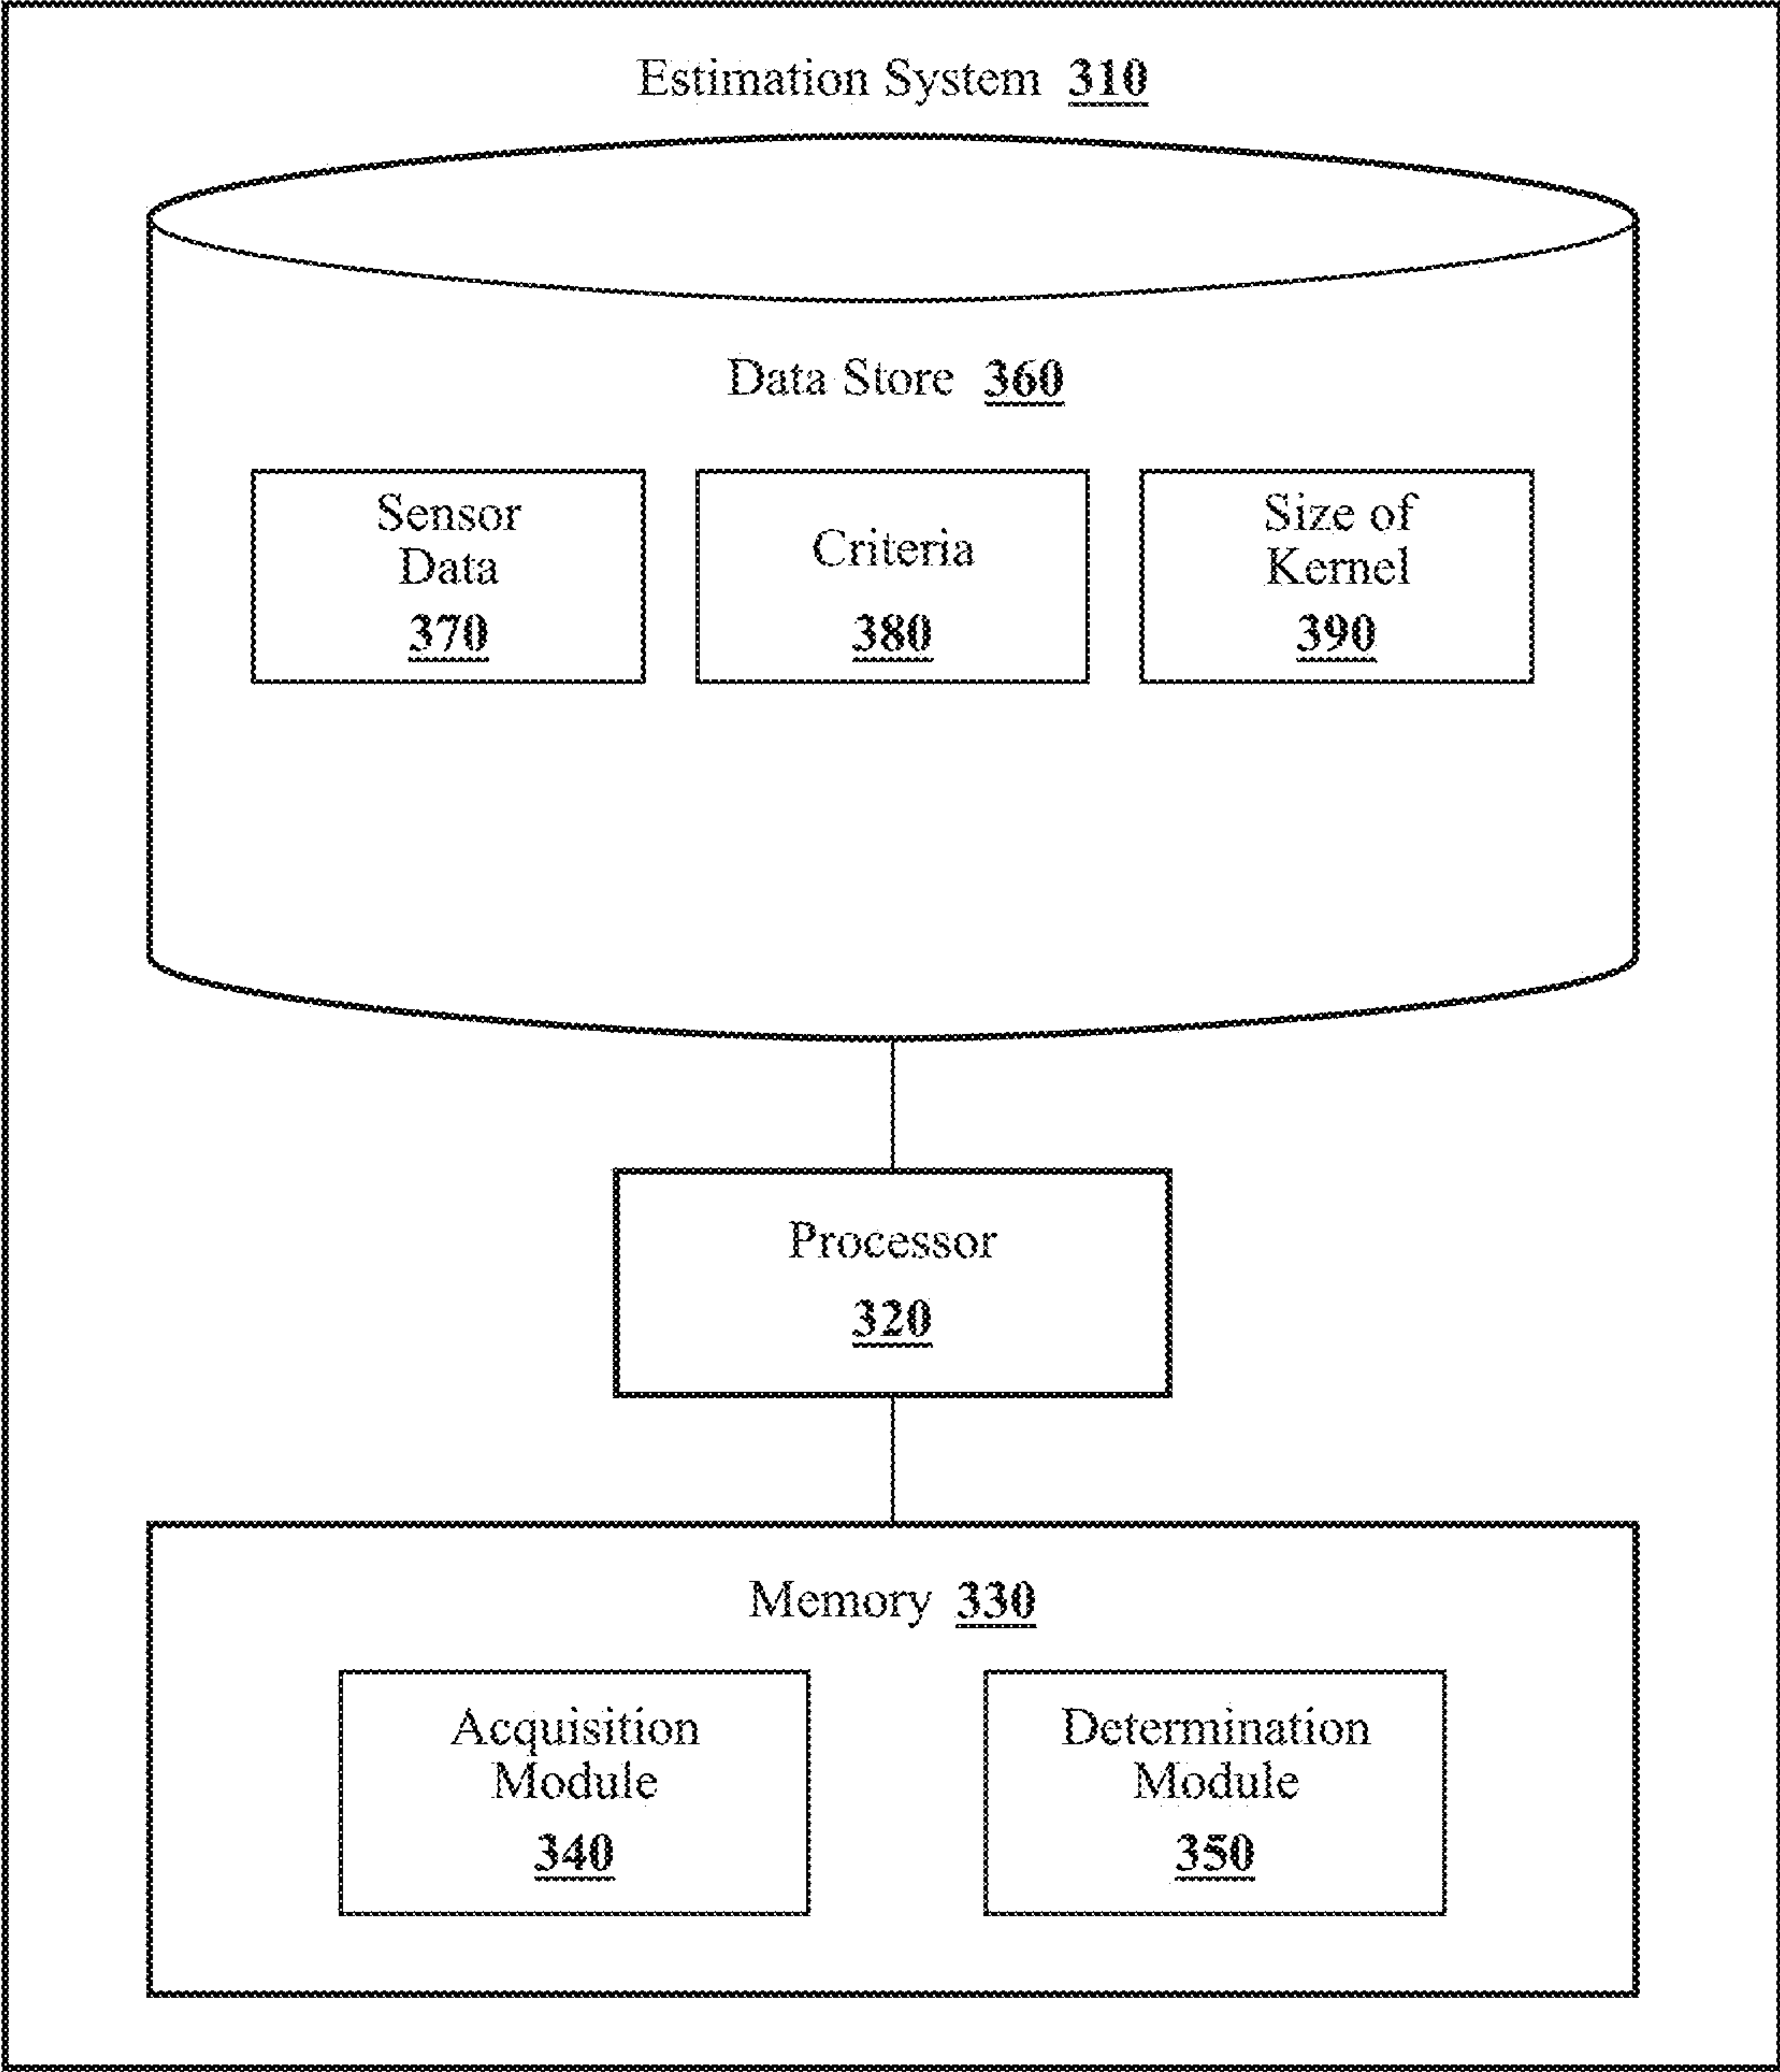 Estimation System 310
Data Store 360
Sensor
Data
370
Criteria
380
Size of
Kernel
390
Processor
320
Memory 330
Acquisition
Module
340
Determination
Module
350